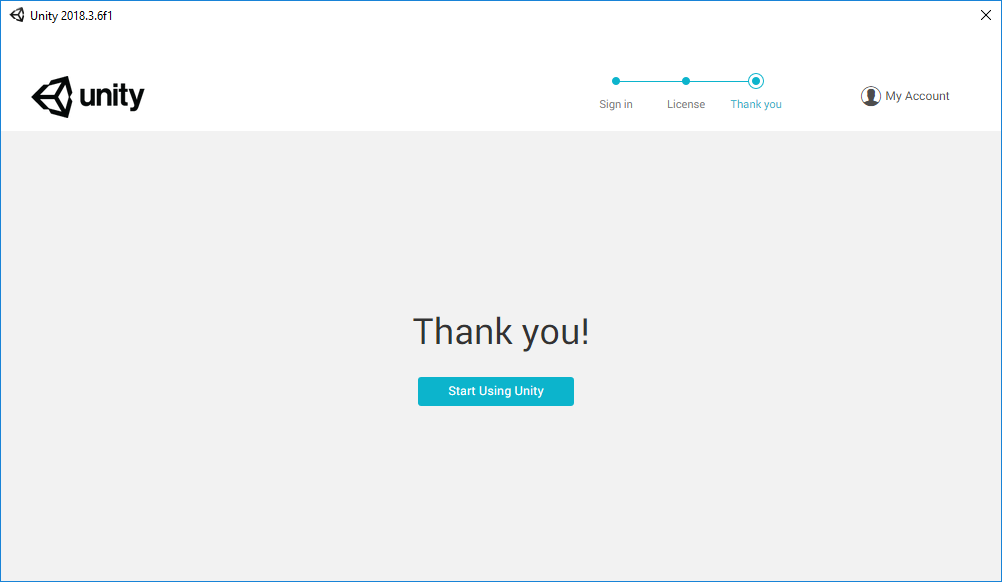 Unity 2018.3.6f1
unity
Sign in
License
Thank you
My Account
Thank you!
Start Using Unity